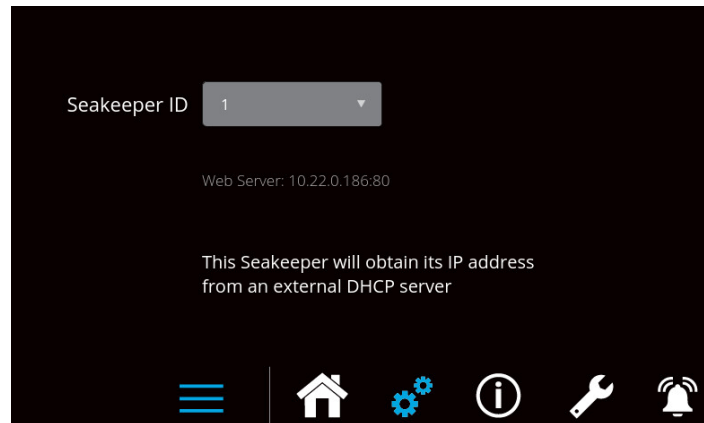 Seakeeper ID
1
Web Server: 10.22.0.186:80
This Seakeeper will obtain its IP address
from an external DHCP server